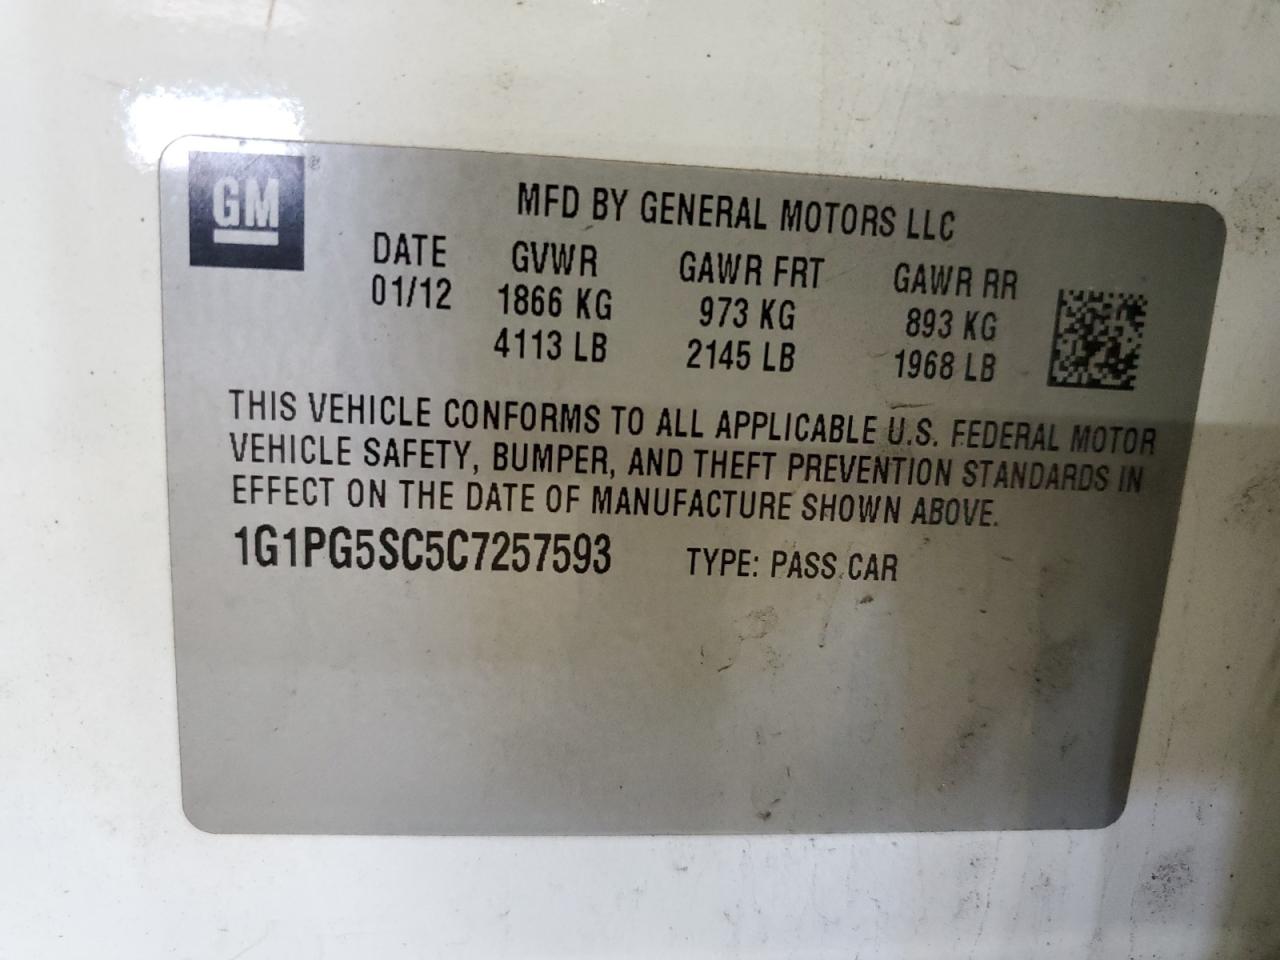 GM ®
MFD BY GENERAL MOTORS LLC
DATE GVWR GAWR FRT GAWR RR
01/12 1866 KG 973 KG 893 KG
4113 LB 2145 LB 1968 LB
THIS VEHICLE CONFORMS TO ALL APPLICABLE U.S. FEDERAL MOTOR
VEHICLE SAFETY, BUMPER, AND THEFT PREVENTION STANDARDS IN
EFFECT ON THE DATE OF MANUFACTURE SHOWN ABOVE.
1G1PG5SC5C7257593 TYPE: PASS CAR